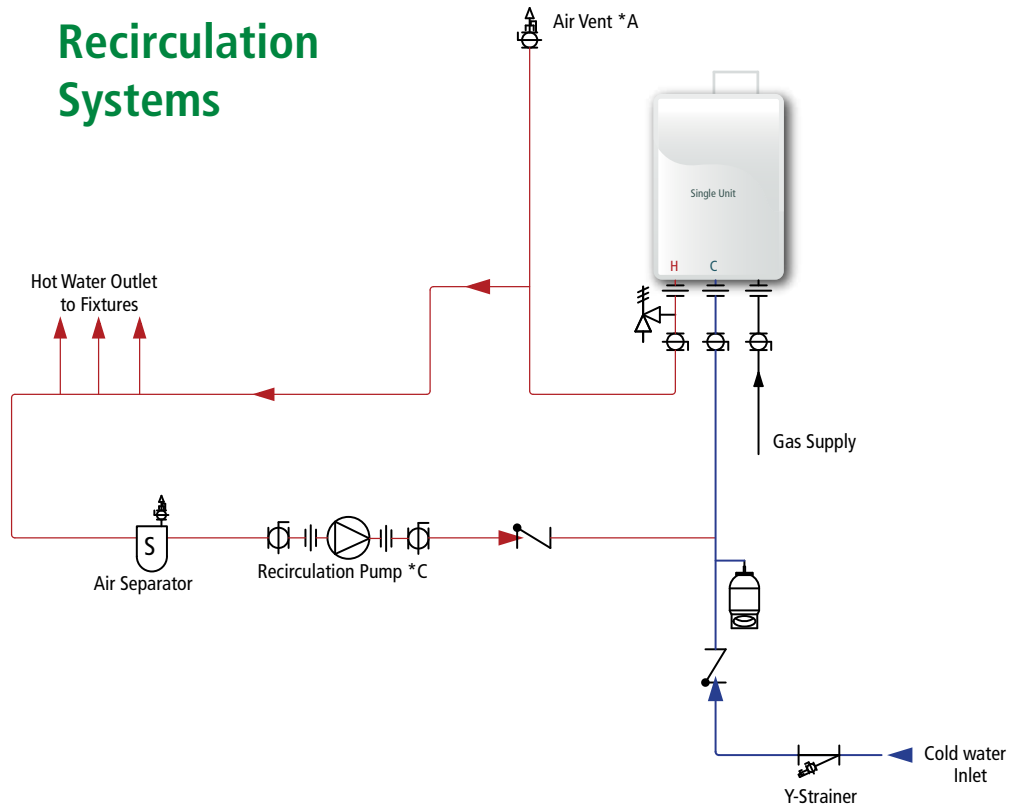 Recirculation
Systems
Air Vent *A
Single Unit
H
C
Hot Water Outlet
to Fixtures
Gas Supply
S
Air Separator
Recirculation Pump *C
Cold water
Inlet
Y-Strainer